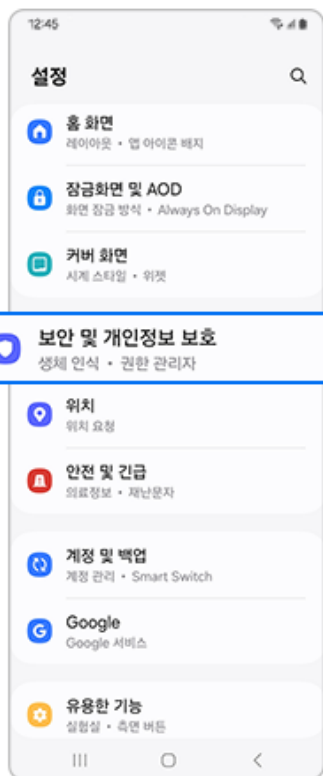 12:45
설정
홈 화면
레이아웃 • 앱 아이콘 배치
잠금화면 및 AOD
화면 잠금 방식 • Always On Display
커버 화면
시계 스타일 • 위젯
보안 및 개인정보 보호
생체 인식 • 권한 관리자
위치
위치 요청
안전 및 긴급
의료정보 • 재난문자
계정 및 백업
계정 관리 • Smart Switch
Google
Google 서비스
유용한 기능
실험실 • 측면 버튼